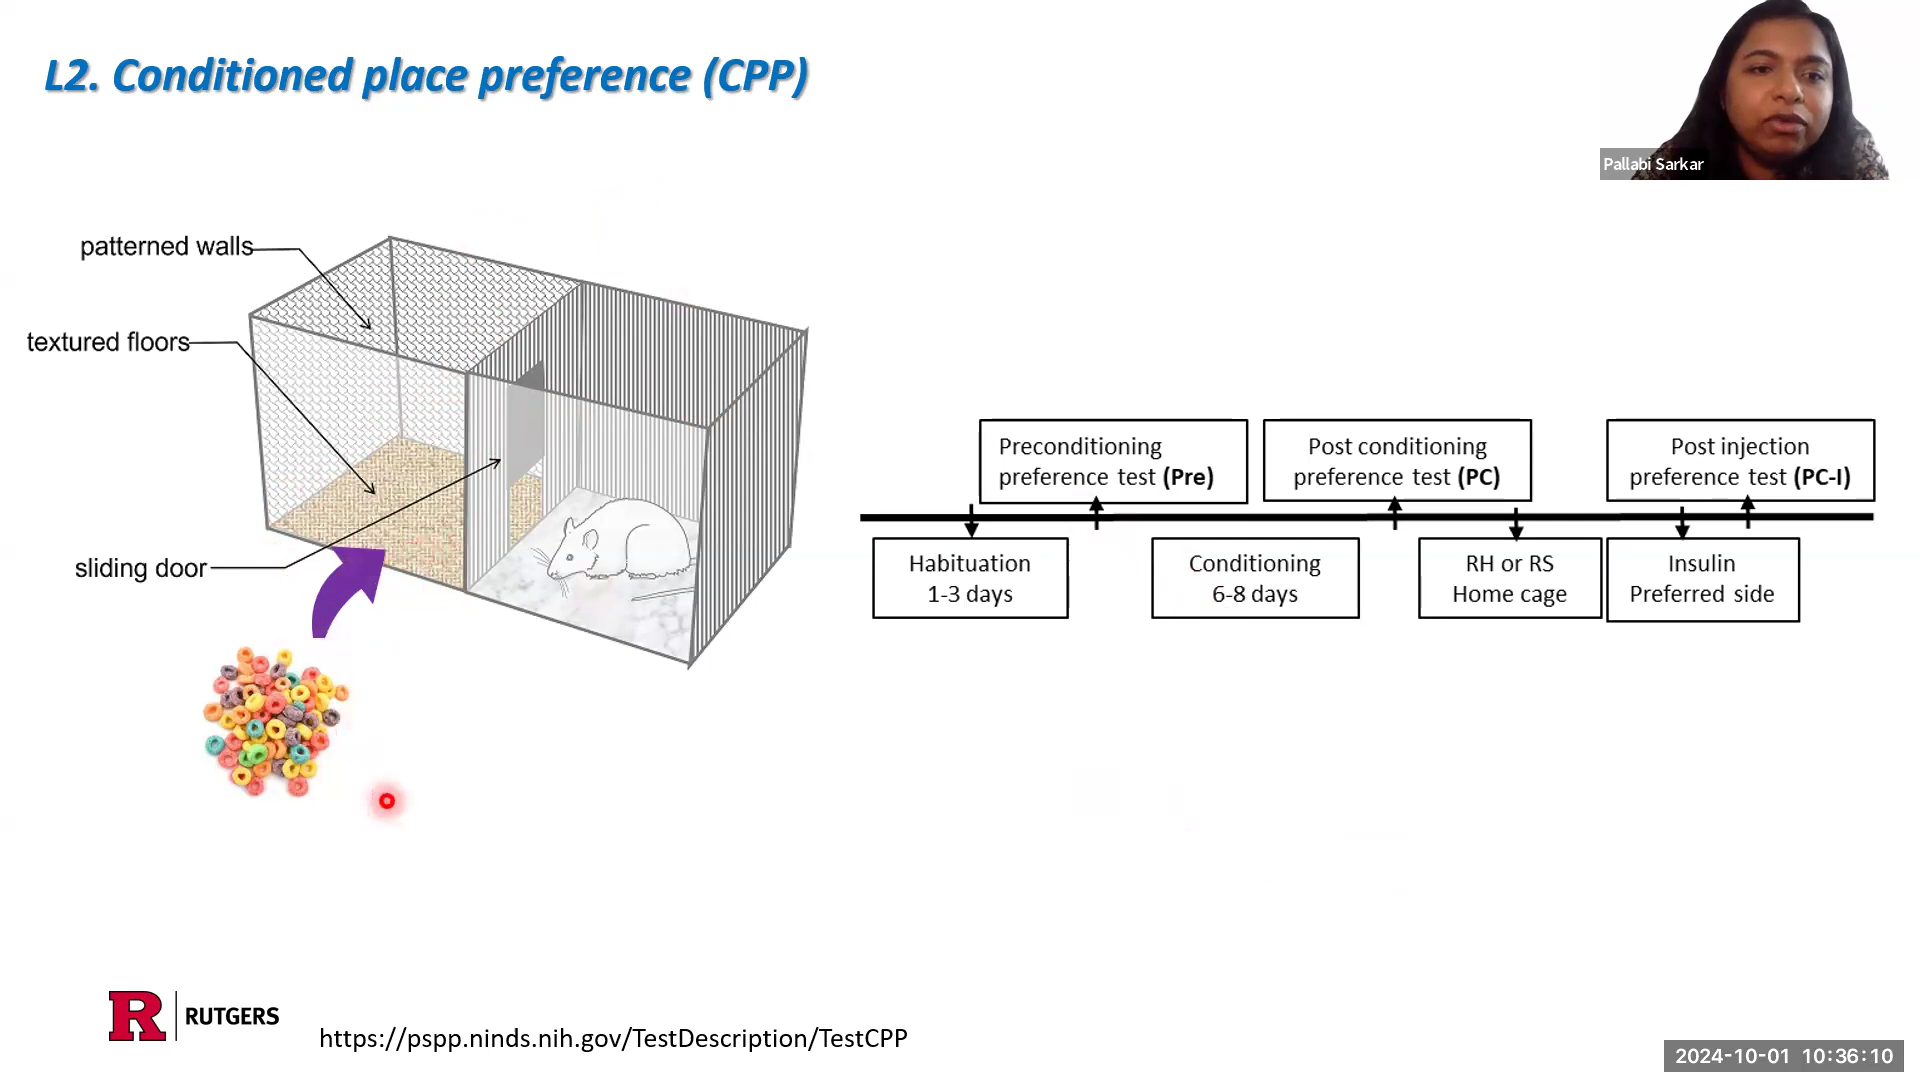 L2. Conditioned place preference (CPP)
Pallabi Sarkar
patterned walls
textured floors
sliding door
Preconditioning
preference test (Pre)
Post conditioning
preference test (PC)
Post injection
preference test (PC-I)
Habituation
1-3 days
Conditioning
6-8 days
RH or RS
Home cage
Insulin
Preferred side
R RUTGERS
https://pspp.ninds.nih.gov/TestDescription/TestCPP
2024-10-01 10:36:10